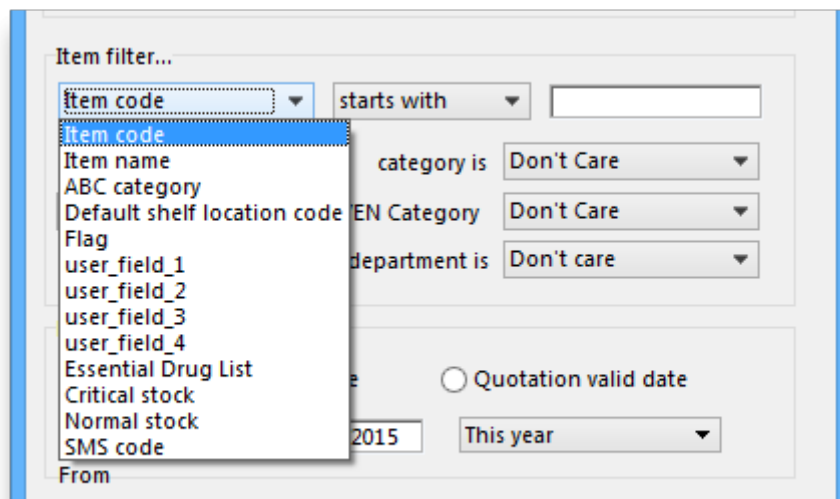 Item filter...
Item code starts with
Item code
Item name
category is Don't Care
ABC category
Default shelf location code
EN Category Don't Care
Flag
user_field_1
department is Don't care
user_field_2
user_field_3
user_field_4
Essential Drug List
Critical stock
e Quotation valid date
Normal stock
2015 This year
SMS code
From